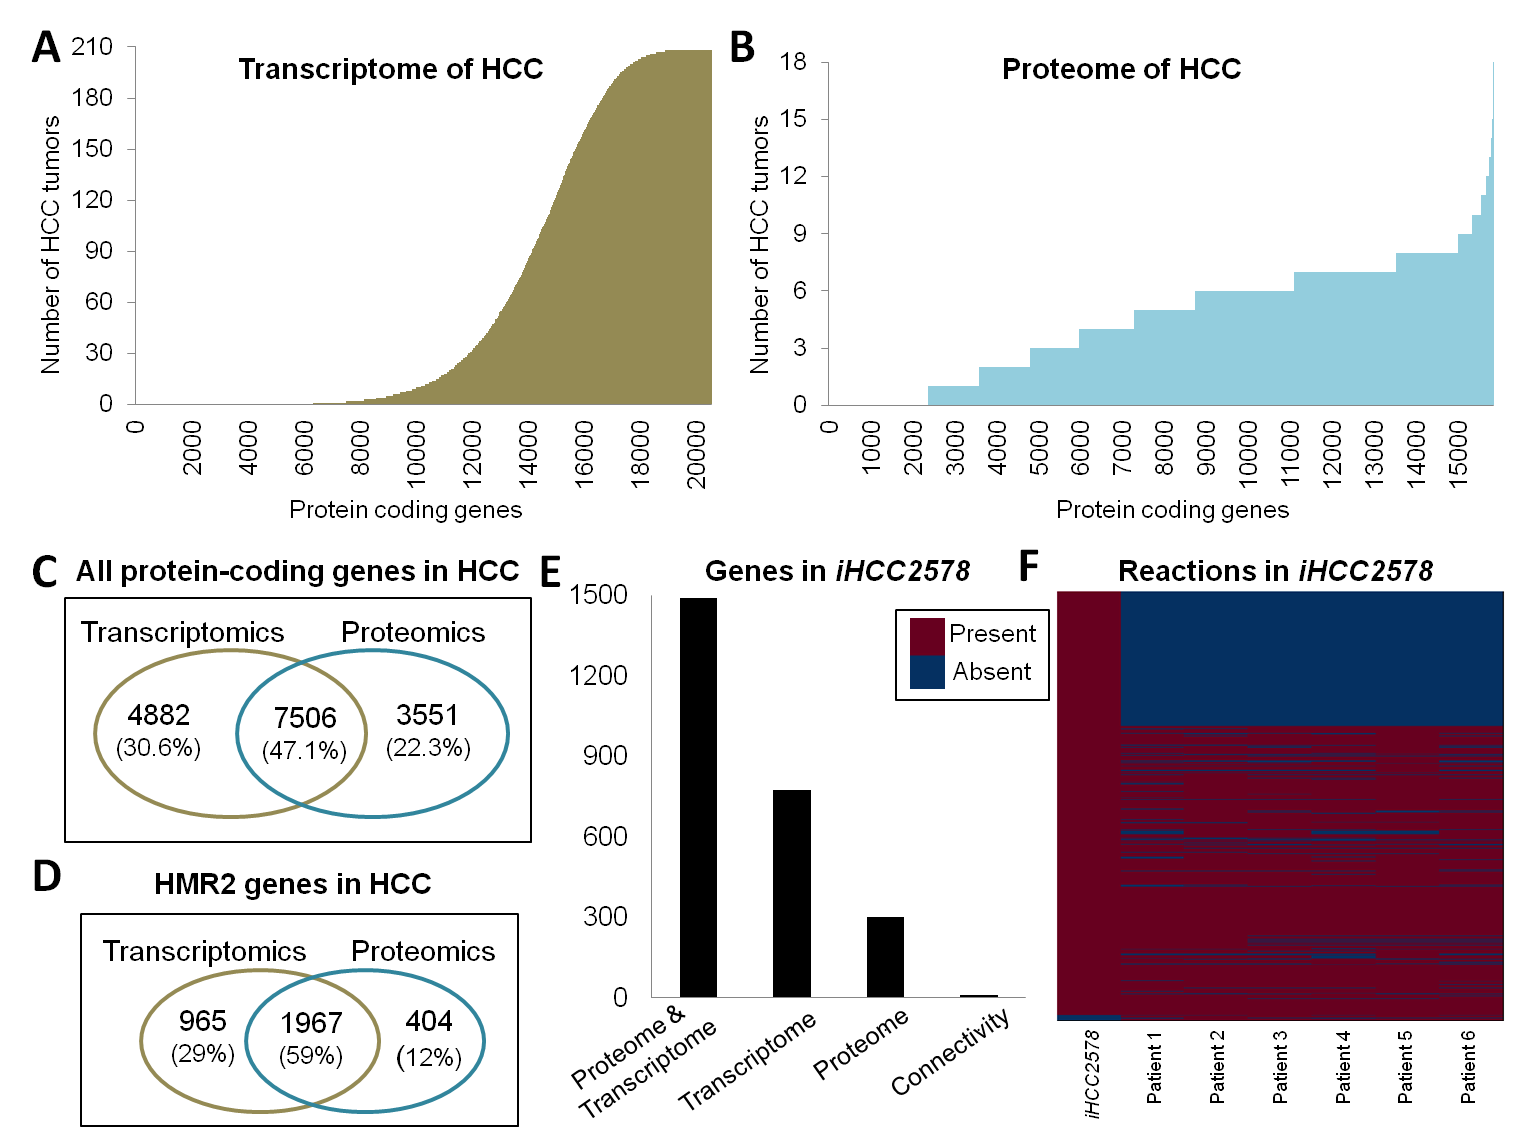 A
Transcriptome of HCC
Number of HCC tumors
210
180
150
120
90
60
30
0
0
2000
4000
6000
8000
10000
12000
14000
16000
18000
20000
Protein coding genes
B
Proteome of HCC
Number of HCC tumors
18
15
12
9
6
3
0
0
1000
2000
3000
4000
5000
6000
7000
8000
9000
10000
11000
12000
13000
14000
15000
Protein coding genes
C
All protein-coding genes in HCC
Transcriptomics
Proteomics
4882
(30.6%)
7506
(47.1%)
3551
(22.3%)
D
HMR2 genes in HCC
Transcriptomics
Proteomics
965
(29%)
1967
(59%)
404
(12%)
E
Genes in iHCC2578
1500
1200
900
600
300
0
Proteome &
Transcriptome
Transcriptome
Proteome
Connectivity
Present
Absent
F
Reactions in iHCC2578
iHCC2578
Patient 1
Patient 2
Patient 3
Patient 4
Patient 5
Patient 6